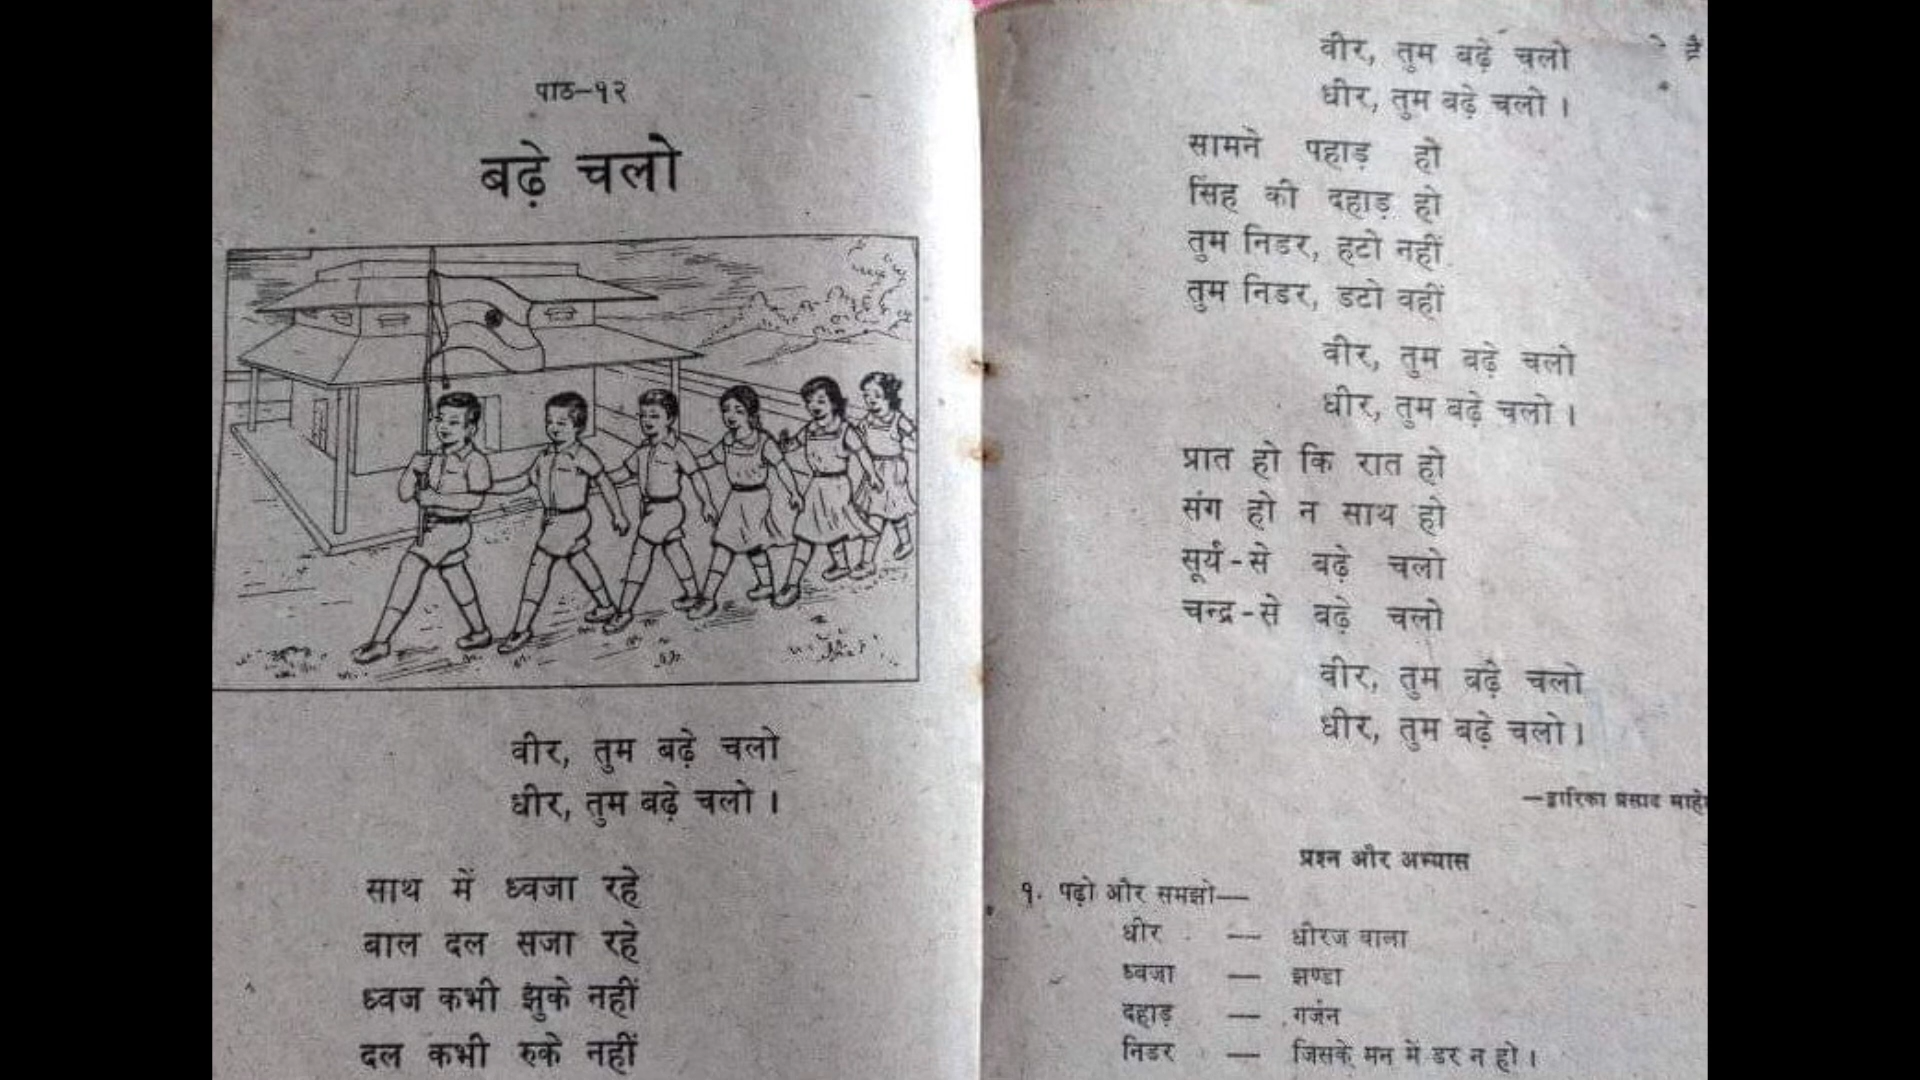 पाठ-१२
बढ़े चलो
वीर, तुम बढ़े चलो
धीर, तुम बढ़े चलो ।
साथ में ध्वजा रहे
बाल दल सजा रहे
ध्वज कभी झुके नहीं
दल कभी रुके नहीं
वीर, तुम बढ़े चलो
धीर, तुम बढ़े चलो ।
सामने पहाड़ हो
सिंह की दहाड़ हो
तुम निडर, हटो नहीं
तुम निडर, डटो वहीं
वीर, तुम बढ़े चलो
धीर, तुम बढ़े चलो ।
प्रात हो कि रात हो
संग हो न साथ हो
सूर्य-से बढ़े चलो
चन्द्र-से बढ़े चलो
वीर, तुम बढ़े चलो
धीर, तुम बढ़े चलो ।
—द्वारिका प्रसाद
प्रश्न और अभ्यास
१. पढ़ो और समझो—
धीर — धीरज वाला
ध्वजा — झण्डा
दहाड़ — गर्जन
निडर — जिसके मन में डर न हो ।